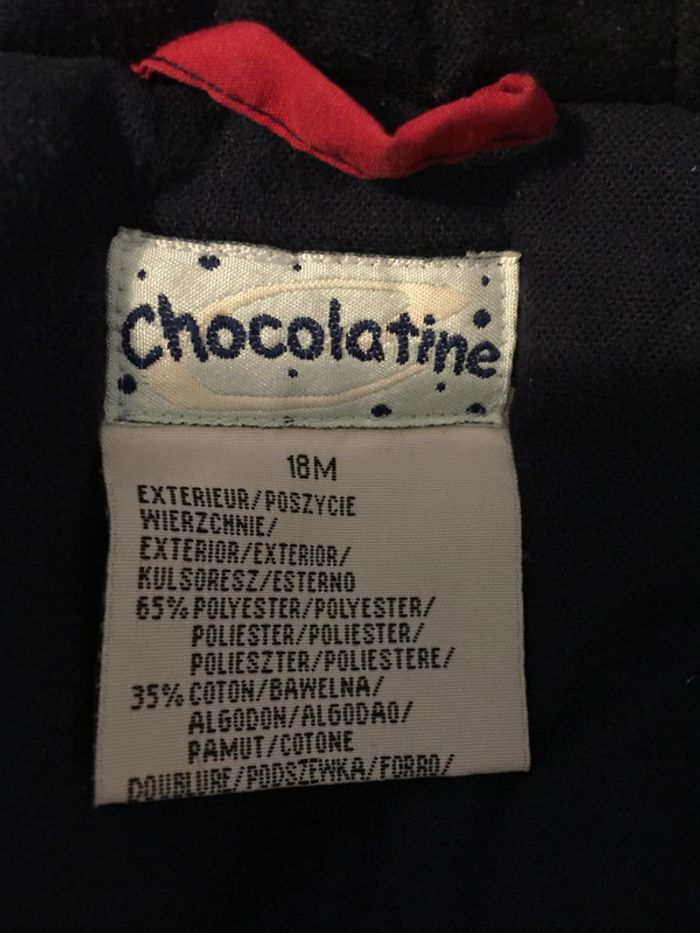 Chocolatine
18M
EXTERIEUR/POSZYCIE
WIERZCHNIE/
EXTERIOR/EXTERIOR/
KULSORESZ/ESTERNO
65% POLYESTER/POLYESTER/
POLIESTER/POLIESTER/
POLIESZTER/POLIESTERE/
35% COTON/BAWELNA/
ALGODON/ALGODAO/
PAMUT/COTONE
DOUBLURE/PODSZEWKA/FORRO/